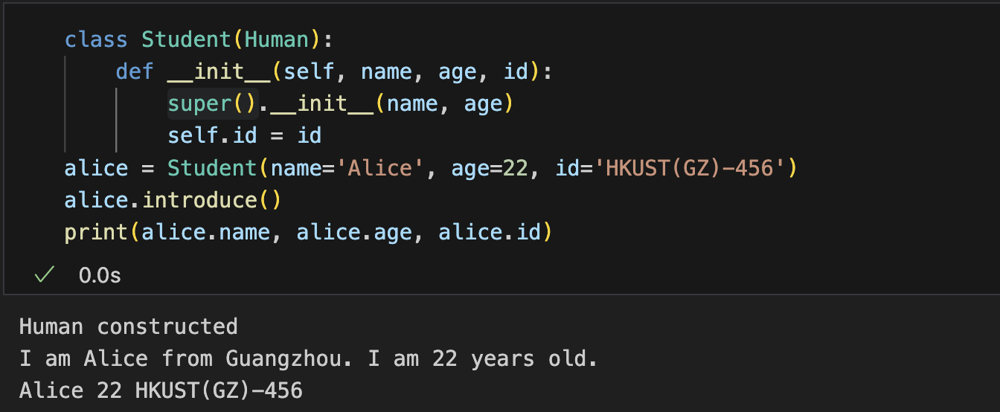 class Student(Human):
    def __init__(self, name, age, id):
        super().__init__(name, age)
        self.id = id
alice = Student(name='Alice', age=22, id='HKUST(GZ)-456')
alice.introduce()
print(alice.name, alice.age, alice.id)
✓ 0.0s
Human constructed
I am Alice from Guangzhou. I am 22 years old.
Alice 22 HKUST(GZ)-456